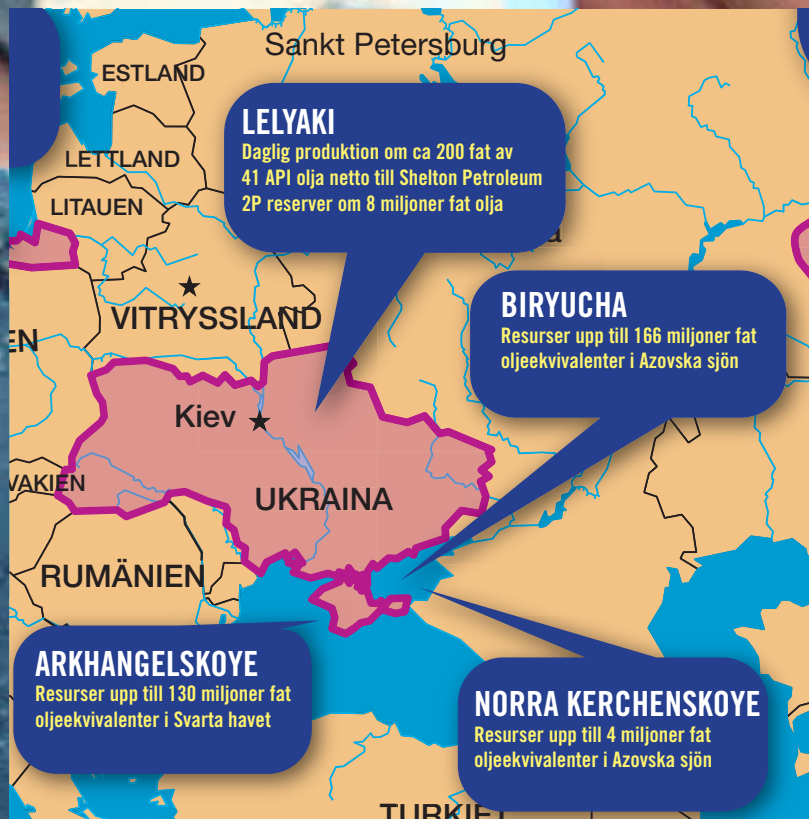 Sankt Petersburg
ESTLAND
LELYAKI
Daglig produktion om ca 200 fat av
41 API olja netto till Shelton Petroleum
2P reserver om 8 miljoner fat olja
LETTLAND
LITAUEN
a
VITRYSSLAND
BIRYUCHA
Resurser upp till 166 miljoner fat
oljeekvivalenter i Azovska sjön
EN
Kiev
VAKIEN
UKRAINA
RUMÄNIEN
ARKHANGELSKOYE
Resurser upp till 130 miljoner fat
oljeekvivalenter i Svarta havet
NORRA KERCHENSKOYE
Resurser upp till 4 miljoner fat
oljeekvivalenter i Azovska sjön
TURKIET